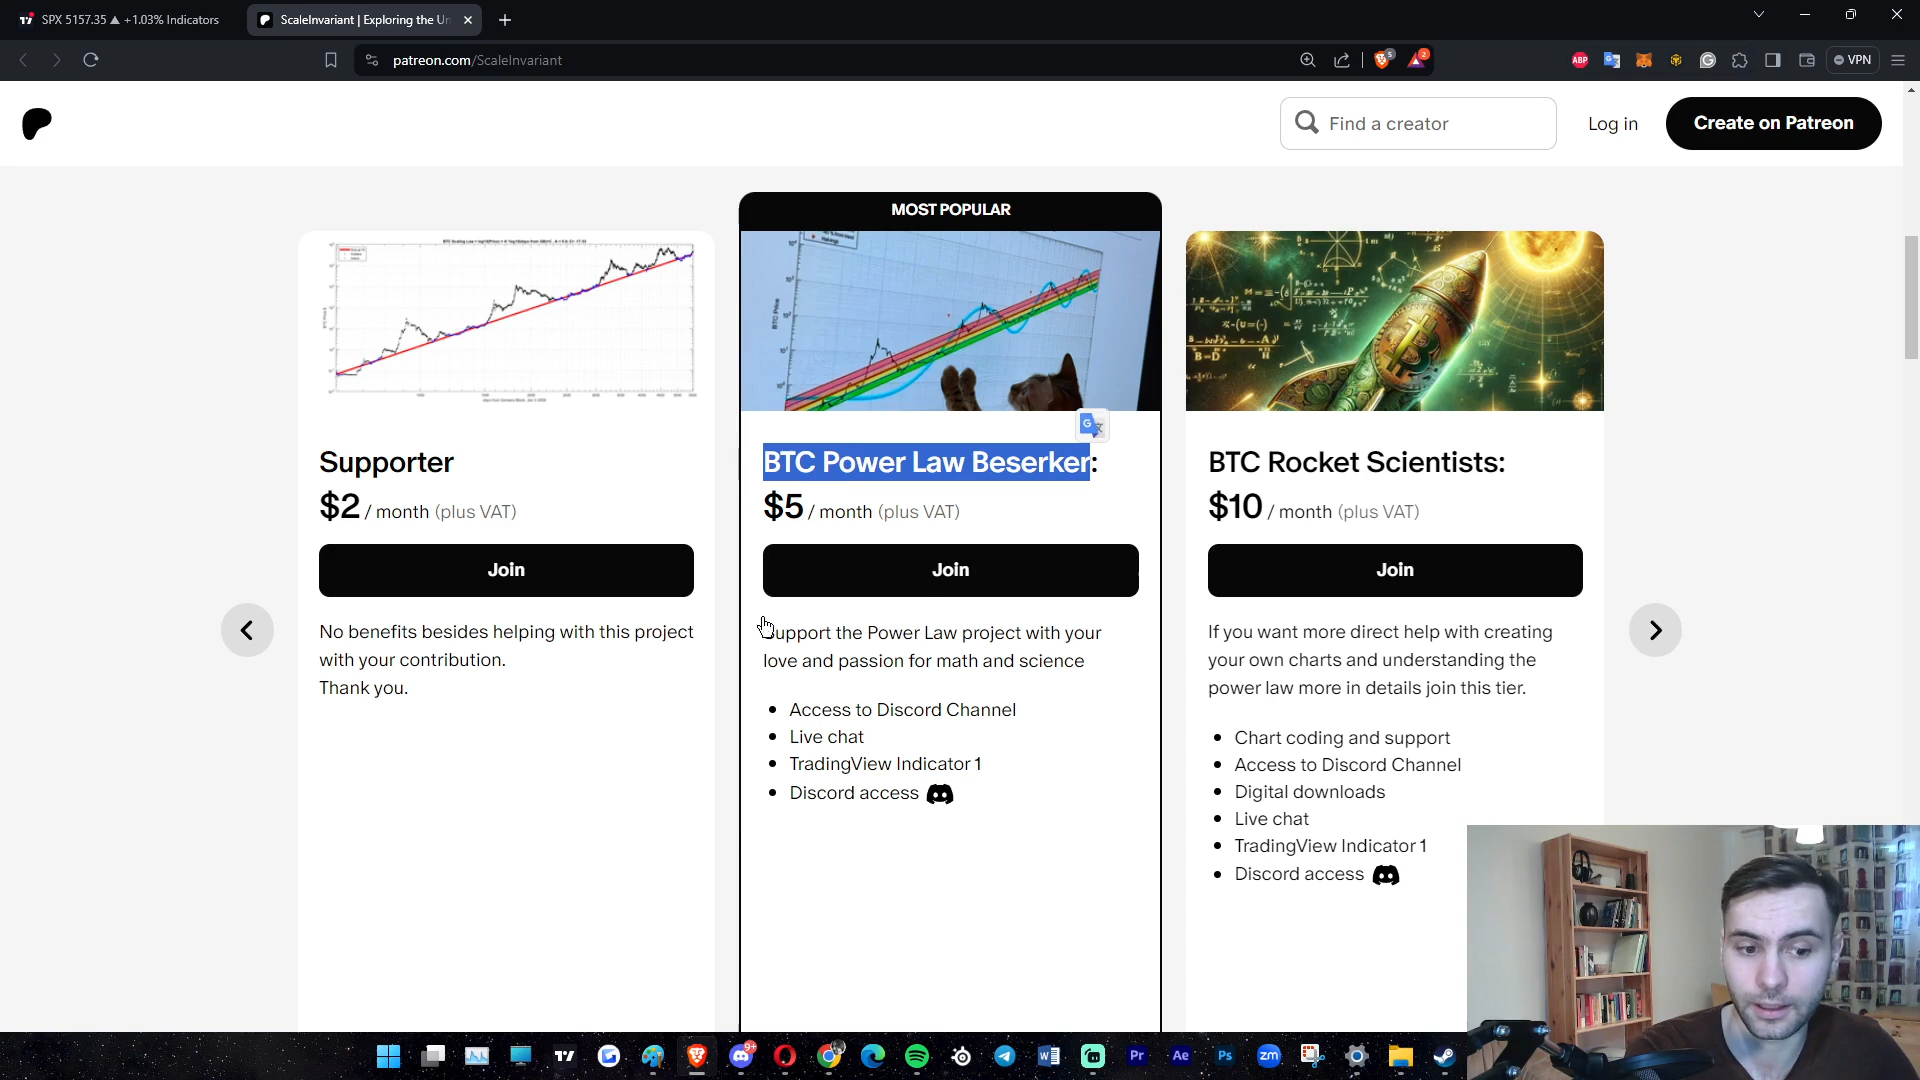 SPX 5157.35 ▲ +1.03% Indicators
ScaleInvariant | Exploring the Un
patreon.com/ScaleInvariant
VPN
Find a creator
Log in
Create on Patreon
MOST POPULAR
Supporter
$2 / month (plus VAT)
Join
No benefits besides helping with this project
with your contribution.
Thank you.
BTC Price
BTC Power Law Beserker:
$5 / month (plus VAT)
Join
Support the Power Law project with your
love and passion for math and science
• Access to Discord Channel
• Live chat
• TradingView Indicator 1
• Discord access
BTC Rocket Scientists:
$10 / month (plus VAT)
Join
If you want more direct help with creating
your own charts and understanding the
power law more in details join this tier.
• Chart coding and support
• Access to Discord Channel
• Digital downloads
• Live chat
• TradingView Indicator 1
• Discord access